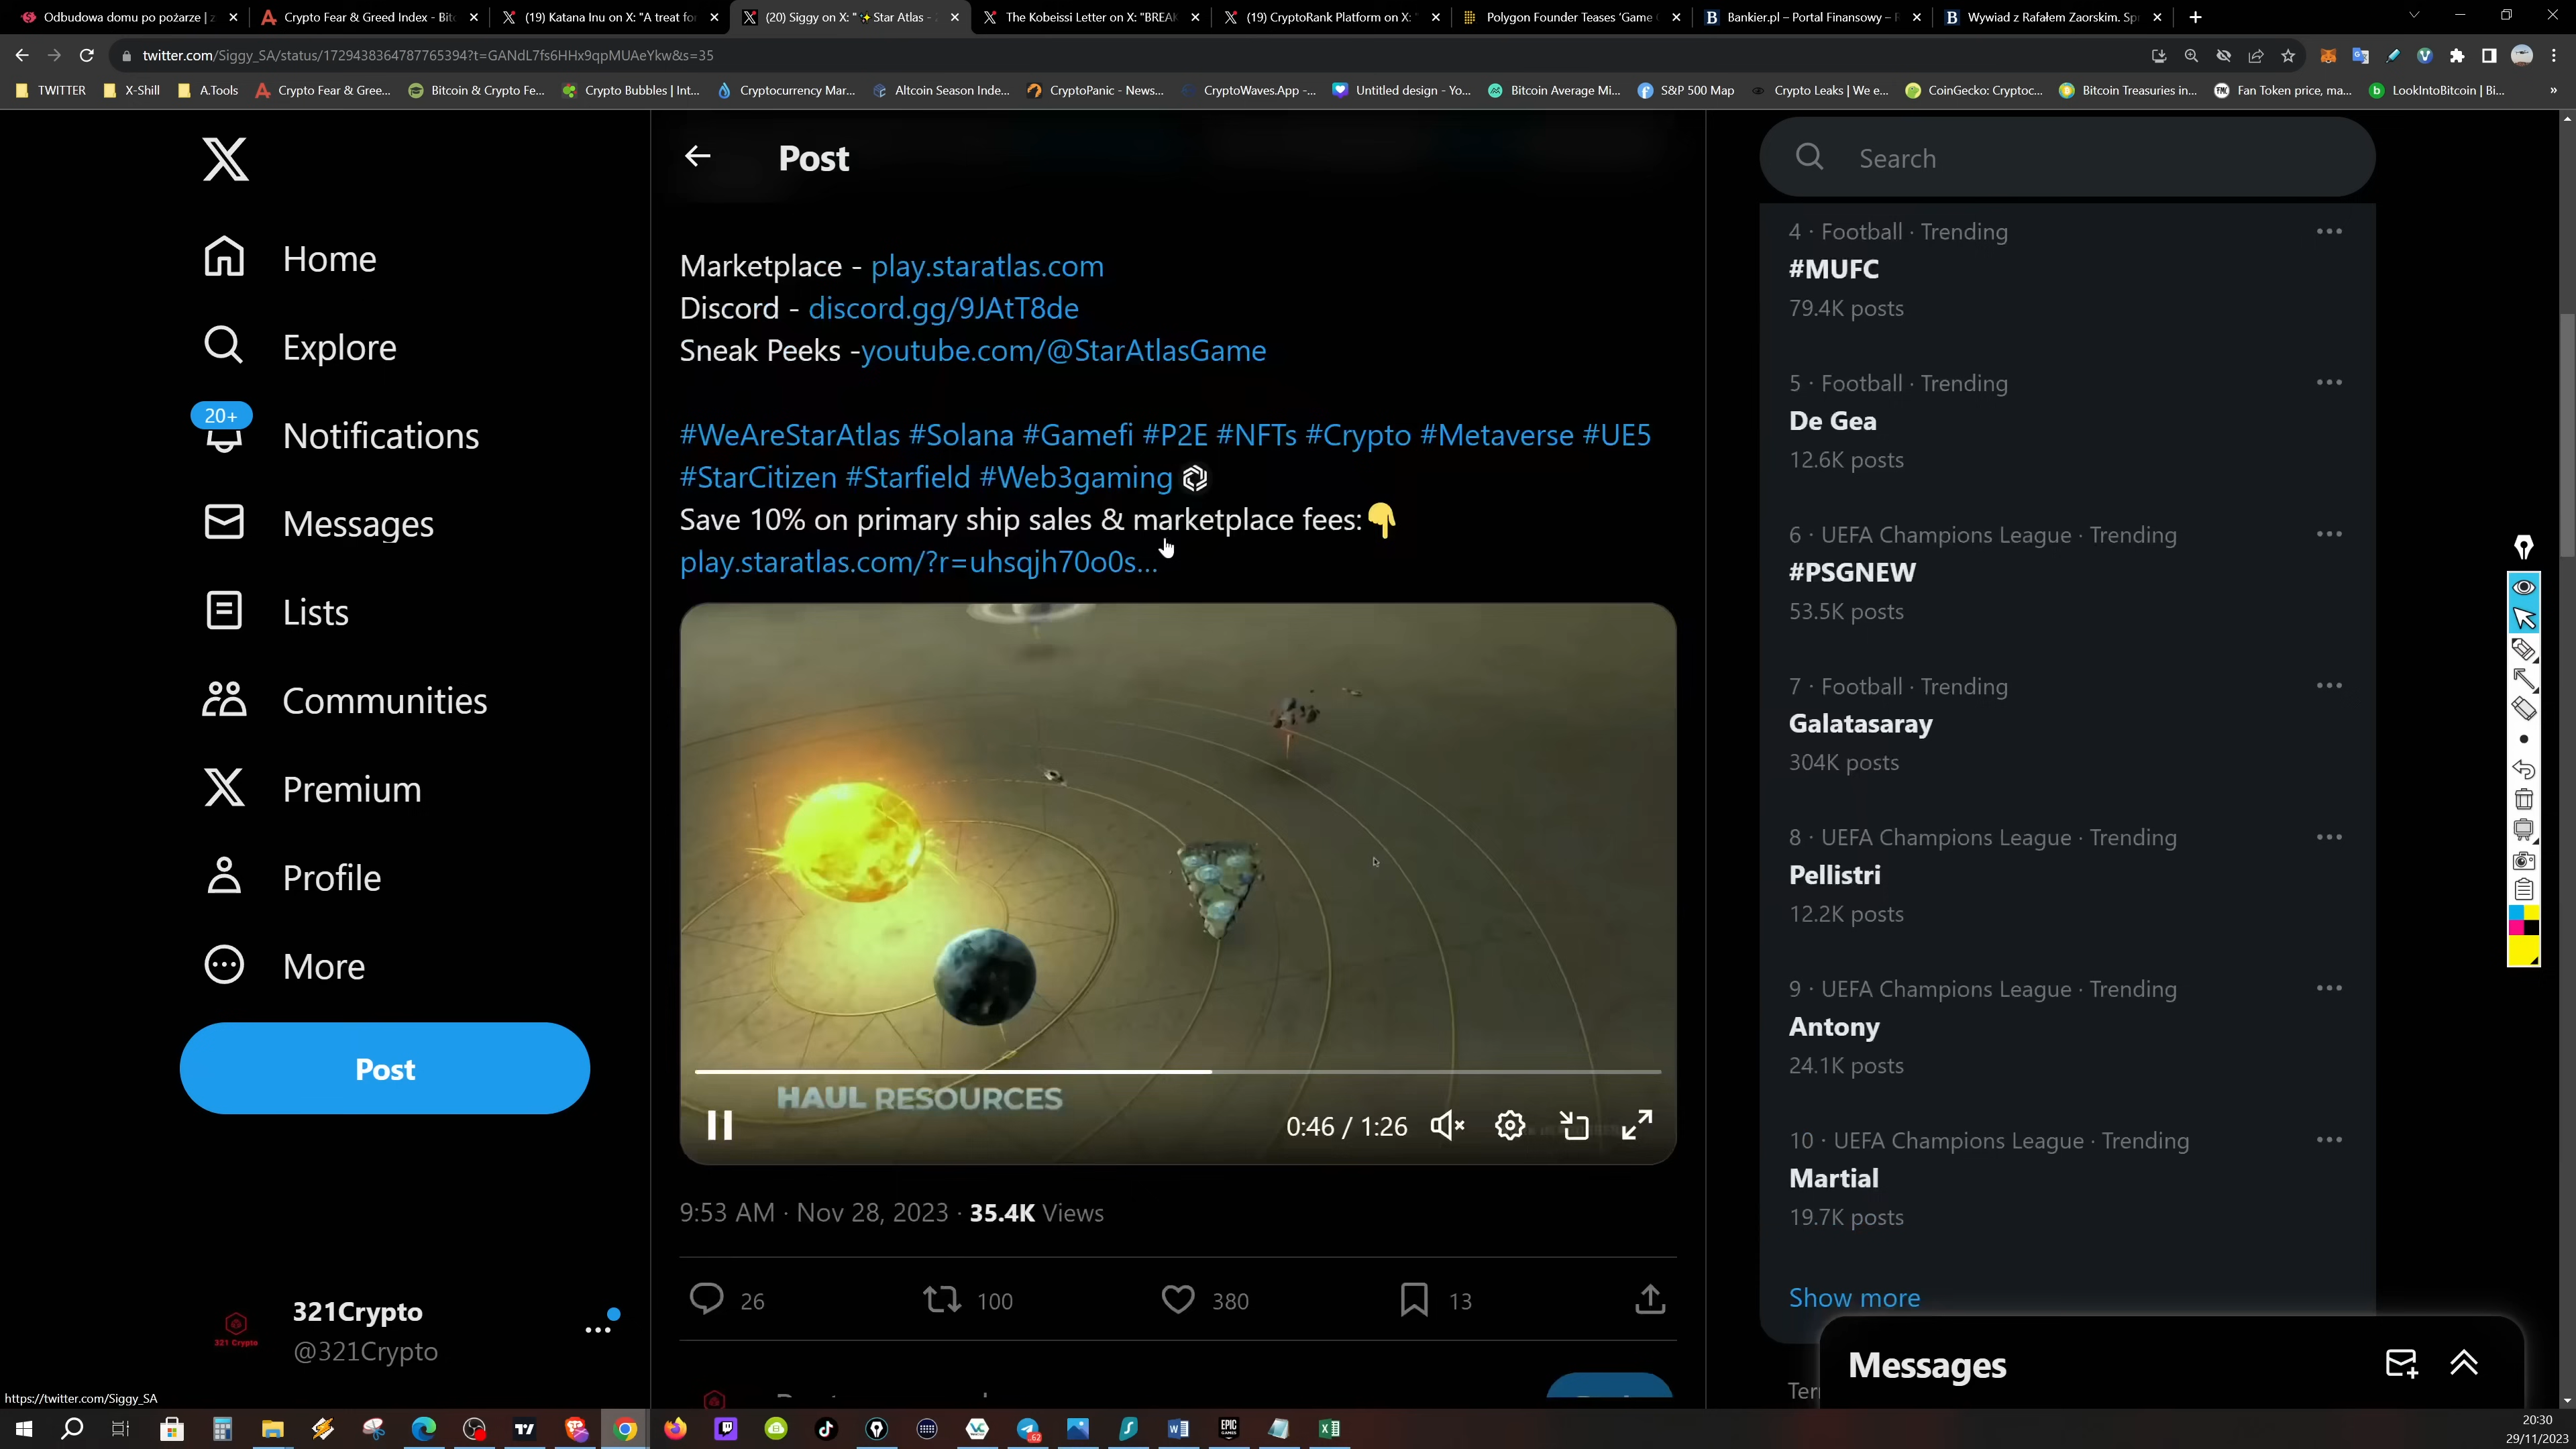 Odbudowa domu po pożarze | z
Crypto Fear & Greed Index - Bit
(19) Katana Inu on X: "A treat fo
(20) Siggy on X: "✨Star Atlas -
The Kobeissi Letter on X: "BREA
(19) CryptoRank Platform on X: "
Polygon Founder Teases 'Game
Bankier.pl – Portal Finansowy –
Wywiad z Rafałem Zaorskim. Sp
twitter.com/Siggy_SA/status/1729438364787765394?t=GANdL7fs6HHx9qpMUAeYkw&s=35
TWITTER
X-Shill
A.Tools
Crypto Fear & Gree...
Bitcoin & Crypto Fe...
Crypto Bubbles | Int...
Cryptocurrency Mar...
Altcoin Season Inde...
CryptoPanic - News...
CryptoWaves.App -...
Untitled design - Yo...
Bitcoin Average Mi...
S&P 500 Map
Crypto Leaks | We e...
CoinGecko: Cryptoc...
Bitcoin Treasuries in...
Fan Token price, ma...
LookIntoBitcoin | Bi...
»
Home
Explore
20+
Notifications
Messages
Lists
Communities
Premium
Profile
More
Post
321Crypto
@321Crypto
321 Crypto
https://twitter.com/Siggy_SA
Post
Marketplace - play.staratlas.com
Discord - discord.gg/9JAtT8de
Sneak Peeks -youtube.com/@StarAtlasGame
#WeAreStarAtlas #Solana #Gamefi #P2E #NFTs #Crypto #Metaverse #UE5
#StarCitizen #Starfield #Web3gaming
Save 10% on primary ship sales & marketplace fees:👇
play.staratlas.com/?r=uhsqjh70o0s...
HAUL RESOURCES
0:46 / 1:26
9:53 AM · Nov 28, 2023 · 35.4K Views
26
100
380
13
Search
4 · Football · Trending
#MUFC
79.4K posts
5 · Football · Trending
De Gea
12.6K posts
6 · UEFA Champions League · Trending
#PSGNEW
53.5K posts
7 · Football · Trending
Galatasaray
304K posts
8 · UEFA Champions League · Trending
Pellistri
12.2K posts
9 · UEFA Champions League · Trending
Antony
24.1K posts
10 · UEFA Champions League · Trending
Martial
19.7K posts
Show more
Messages
EPIC
GAMES
62
20:30
29/11/2023